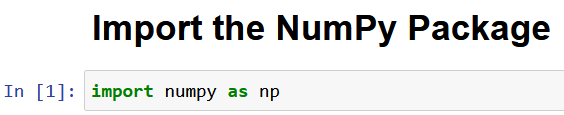 Import the NumPy Package
In [1]: import numpy as np